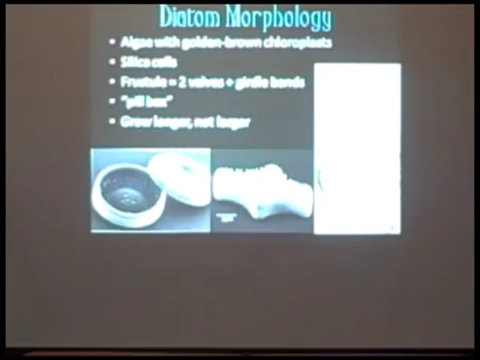 Diatom Morphology
• Algae with golden-brown chloroplasts
• Silica cells
• Frustule = 2 valves + girdle bands
• "pill box"
• Grow longer, not larger